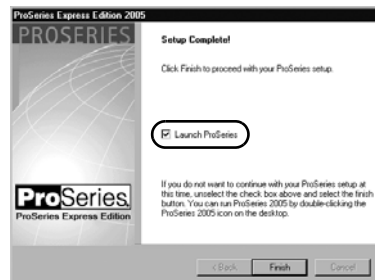 ProSeries Express Edition 2005
PROSERIES
Setup Complete!
Click Finish to proceed with your ProSeries setup.
Launch ProSeries
If you do not want to continue with your ProSeries setup at
this time, unselect the check box above and select the finish
button. You can run ProSeries 2005 by double-clicking the
ProSeries 2005 icon on the desktop.
ProSeries.
ProSeries Express Edition
< Back
Finish
Cancel